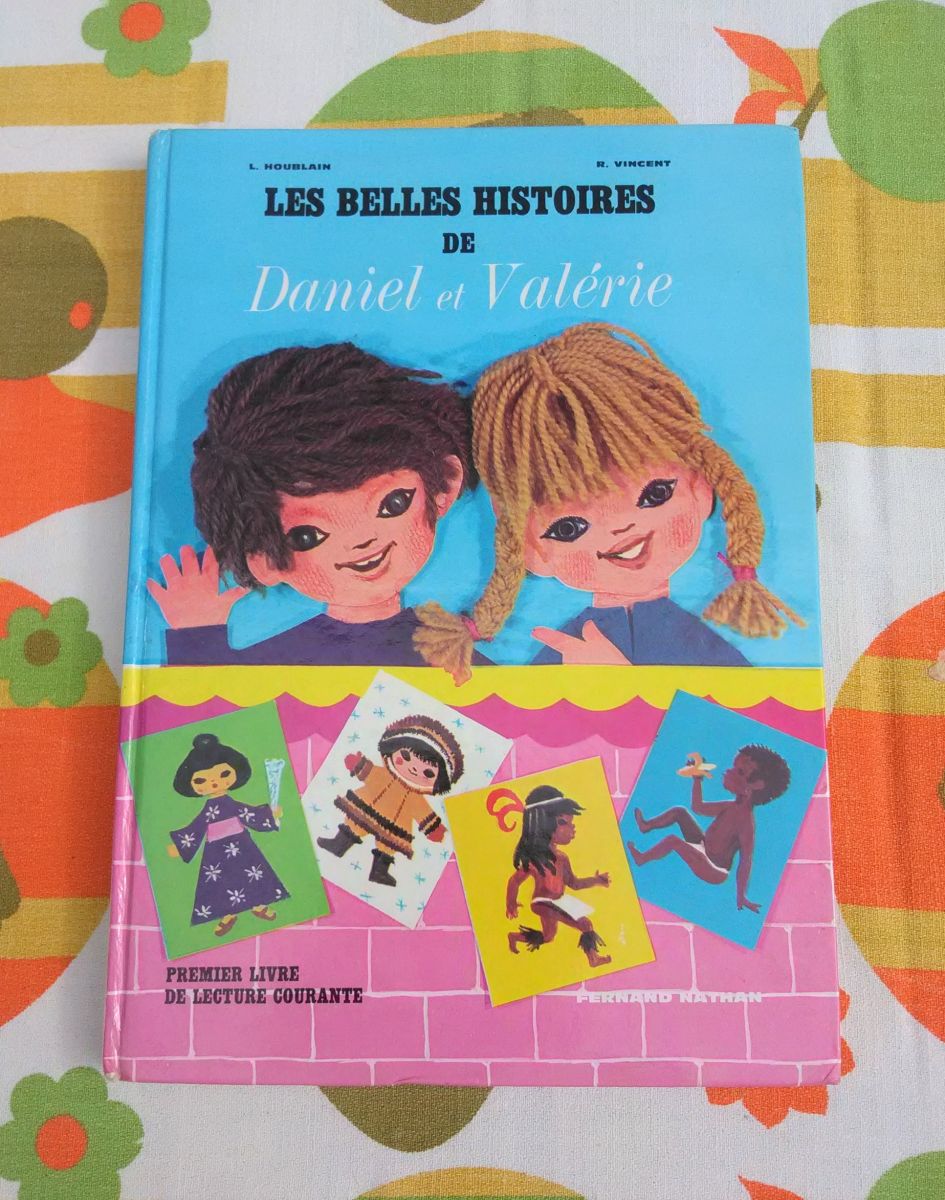 L. HOUBLAIN R. VINCENT
LES BELLES HISTOIRES
DE
Daniel et Valérie
PREMIER LIVRE
DE LECTURE COURANTE
FERNAND NATHAN